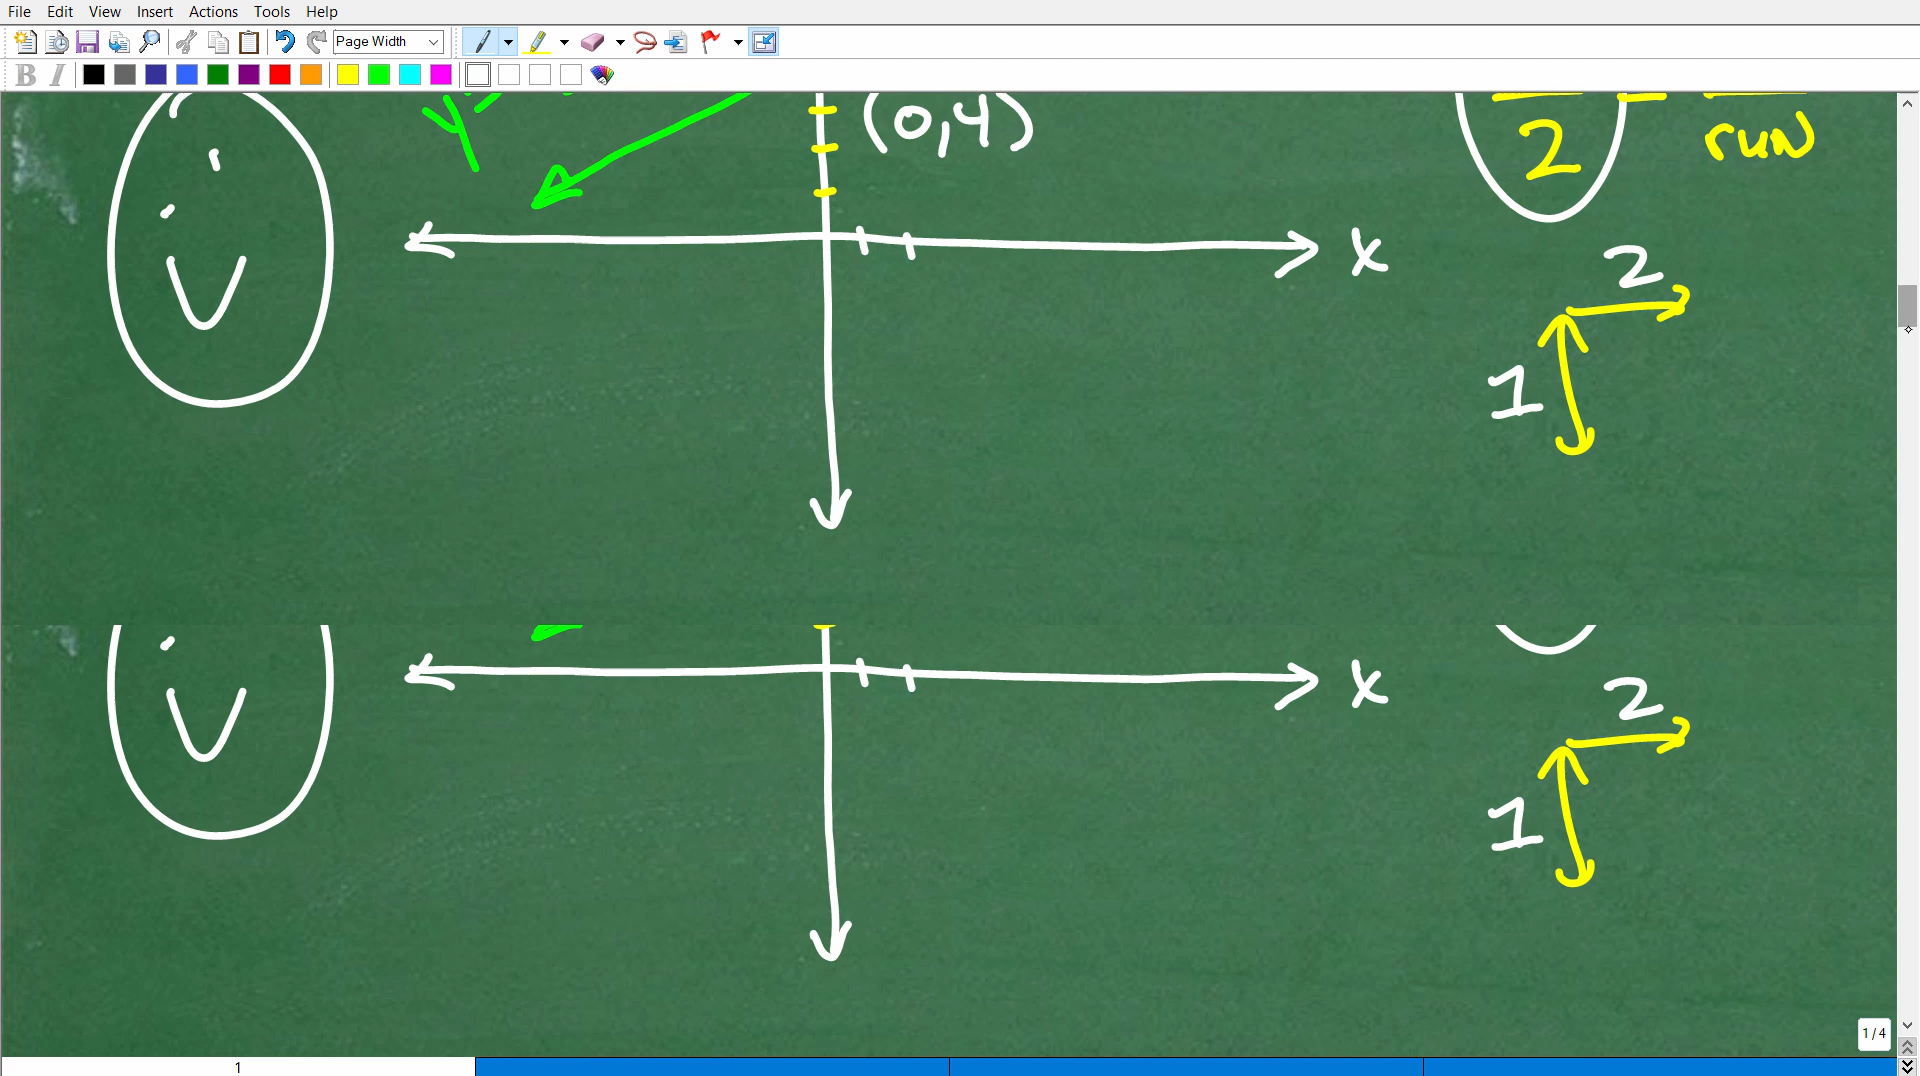 File Edit View Insert Actions Tools Help
Page Width
B I
y=
(0,4)
2 = run
x
2
1
x
2
1
1 / 4
1